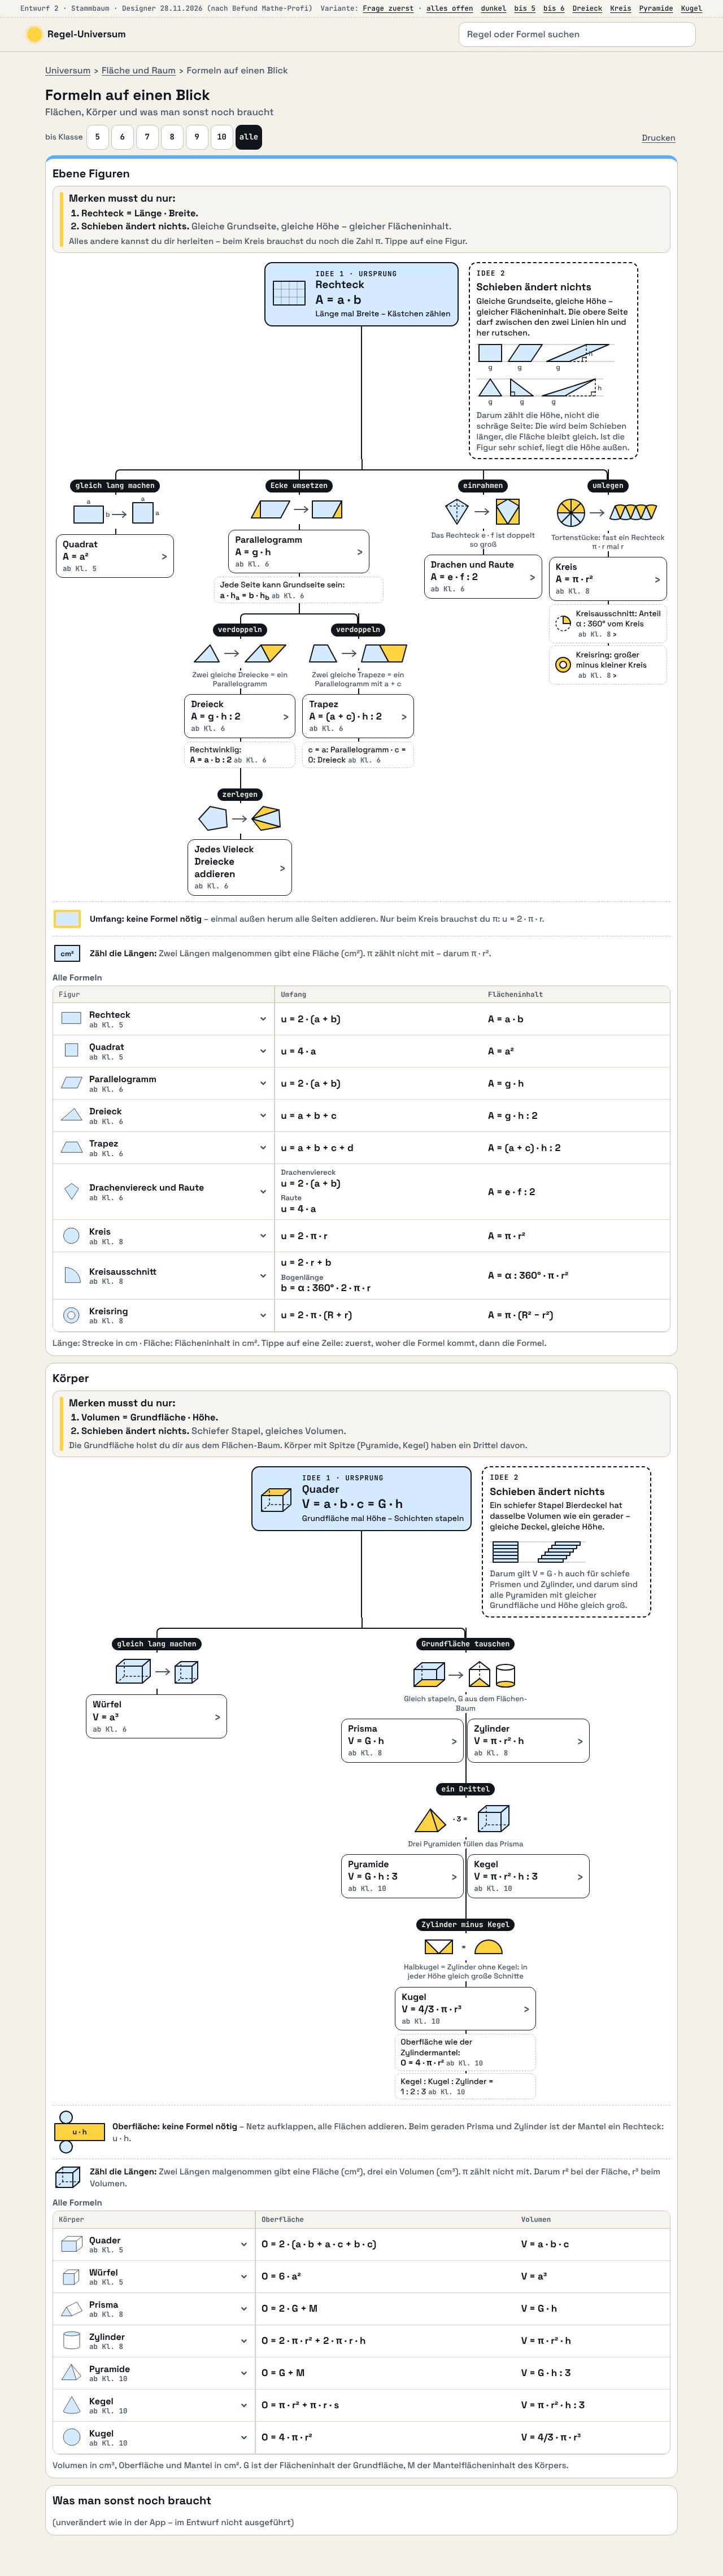 Entwurf 2 · Stammbaum · Designer 28.11.2026 (nach Befund Mathe-Profi) Variante: Frage zuerst · alles offen dunkel bis 5 bis 6 Dreieck Kreis Pyramide Kugel
Regel-Universum
Regel oder Formel suchen
Universum > Fläche und Raum > Formeln auf einen Blick
Formeln auf einen Blick
Flächen, Körper und was man sonst noch braucht
bis Klasse 5 6 7 8 9 10 alle
Drucken
Ebene Figuren
Merken musst du nur:
1. Rechteck = Länge · Breite.
2. Schieben ändert nichts. Gleiche Grundseite, gleiche Höhe – gleicher Flächeninhalt.
Alles andere kannst du dir herleiten – beim Kreis brauchst du noch die Zahl π. Tippe auf eine Figur.
IDEE 1 · URSPRUNG
Rechteck
A = a · b
Länge mal Breite – Kästchen zählen
IDEE 2
Schieben ändert nichts
Gleiche Grundseite, gleiche Höhe –
gleicher Flächeninhalt. Die obere Seite
darf zwischen den zwei Linien hin und
her rutschen.
h
g g g
h
g g g
Darum zählt die Höhe, nicht die
schräge Seite: Die wird beim Schieben
länger, die Fläche bleibt gleich. Ist die
Figur sehr schief, liegt die Höhe außen.
gleich lang machen
a b a a
Quadrat
A = a²
ab Kl. 5
>
Ecke umsetzen
Parallelogramm
A = g · h
ab Kl. 6
>
Jede Seite kann Grundseite sein:
a · hₐ = b · h_b ab Kl. 6
einrahmen
Das Rechteck e · f ist doppelt
so groß
Drachen und Raute
A = e · f : 2
ab Kl. 6
>
umlegen
Tortenstücke: fast ein Rechteck
π · r mal r
Kreis
A = π · r²
ab Kl. 8
>
Kreisausschnitt: Anteil
α : 360° vom Kreis
ab Kl. 8 >
Kreisring: großer
minus kleiner Kreis
ab Kl. 8 >
verdoppeln
Zwei gleiche Dreiecke = ein
Parallelogramm
Dreieck
A = g · h : 2
ab Kl. 6
>
Rechtwinklig:
A = a · b : 2 ab Kl. 6
verdoppeln
Zwei gleiche Trapeze = ein
Parallelogramm mit a + c
Trapez
A = (a + c) · h : 2
ab Kl. 6
>
c = a: Parallelogramm · c =
0: Dreieck ab Kl. 6
zerlegen
Jedes Vieleck
Dreiecke
addieren
ab Kl. 6
>
Umfang: keine Formel nötig – einmal außen herum alle Seiten addieren. Nur beim Kreis brauchst du π: u = 2 · π · r.
cm²
Zähl die Längen: Zwei Längen malgenommen gibt eine Fläche (cm²). π zählt nicht mit – darum π · r².
Alle Formeln
Figur Umfang Flächeninhalt
Rechteck
ab Kl. 5
u = 2 · (a + b) A = a · b
Quadrat
ab Kl. 5
u = 4 · a A = a²
Parallelogramm
ab Kl. 6
u = 2 · (a + b) A = g · h
Dreieck
ab Kl. 6
u = a + b + c A = g · h : 2
Trapez
ab Kl. 6
u = a + b + c + d A = (a + c) · h : 2
Drachenviereck und Raute
ab Kl. 6
Drachenviereck
u = 2 · (a + b)
Raute
u = 4 · a
A = e · f : 2
Kreis
ab Kl. 8
u = 2 · π · r A = π · r²
Kreisausschnitt
ab Kl. 8
u = 2 · r + b
Bogenlänge
b = α : 360° · 2 · π · r
A = α : 360° · π · r²
Kreisring
ab Kl. 8
u = 2 · π · (R + r) A = π · (R² − r²)
Länge: Strecke in cm · Fläche: Flächeninhalt in cm². Tippe auf eine Zeile: zuerst, woher die Formel kommt, dann die Formel.
Körper
Merken musst du nur:
1. Volumen = Grundfläche · Höhe.
2. Schieben ändert nichts. Schiefer Stapel, gleiches Volumen.
Die Grundfläche holst du dir aus dem Flächen-Baum. Körper mit Spitze (Pyramide, Kegel) haben ein Drittel davon.
IDEE 1 · URSPRUNG
Quader
V = a · b · c = G · h
Grundfläche mal Höhe – Schichten stapeln
IDEE 2
Schieben ändert nichts
Ein schiefer Stapel Bierdeckel hat
dasselbe Volumen wie ein gerader –
gleiche Deckel, gleiche Höhe.
Darum gilt V = G · h auch für schiefe
Prismen und Zylinder, und darum sind
alle Pyramiden mit gleicher
Grundfläche und Höhe gleich groß.
gleich lang machen
Würfel
V = a³
ab Kl. 6
>
Grundfläche tauschen
Gleich stapeln, G aus dem Flächen-
Baum
Prisma
V = G · h
ab Kl. 8
>
Zylinder
V = π · r² · h
ab Kl. 8
>
ein Drittel
· 3 =
Drei Pyramiden füllen das Prisma
Pyramide
V = G · h : 3
ab Kl. 10
>
Kegel
V = π · r² · h : 3
ab Kl. 10
>
Zylinder minus Kegel
=
Halbkugel = Zylinder ohne Kegel: in
jeder Höhe gleich große Schnitte
Kugel
V = 4/3 · π · r³
ab Kl. 10
>
Oberfläche wie der
Zylindermantel:
O = 4 · π · r² ab Kl. 10
Kegel : Kugel : Zylinder =
1 : 2 : 3 ab Kl. 10
u · h
Oberfläche: keine Formel nötig – Netz aufklappen, alle Flächen addieren. Beim geraden Prisma und Zylinder ist der Mantel ein Rechteck:
u · h.
Zähl die Längen: Zwei Längen malgenommen gibt eine Fläche (cm²), drei ein Volumen (cm³). π zählt nicht mit. Darum r² bei der Fläche, r³ beim
Volumen.
Alle Formeln
Körper Oberfläche Volumen
Quader
ab Kl. 5
O = 2 · (a · b + a · c + b · c) V = a · b · c
Würfel
ab Kl. 5
O = 6 · a² V = a³
Prisma
ab Kl. 8
O = 2 · G + M V = G · h
Zylinder
ab Kl. 8
O = 2 · π · r² + 2 · π · r · h V = π · r² · h
Pyramide
ab Kl. 10
O = G + M V = G · h : 3
Kegel
ab Kl. 10
O = π · r² + π · r · s V = π · r² · h : 3
Kugel
ab Kl. 10
O = 4 · π · r² V = 4/3 · π · r³
Volumen in cm³, Oberfläche und Mantel in cm². G ist der Flächeninhalt der Grundfläche, M der Mantelflächeninhalt des Körpers.
Was man sonst noch braucht
(unverändert wie in der App – im Entwurf nicht ausgeführt)